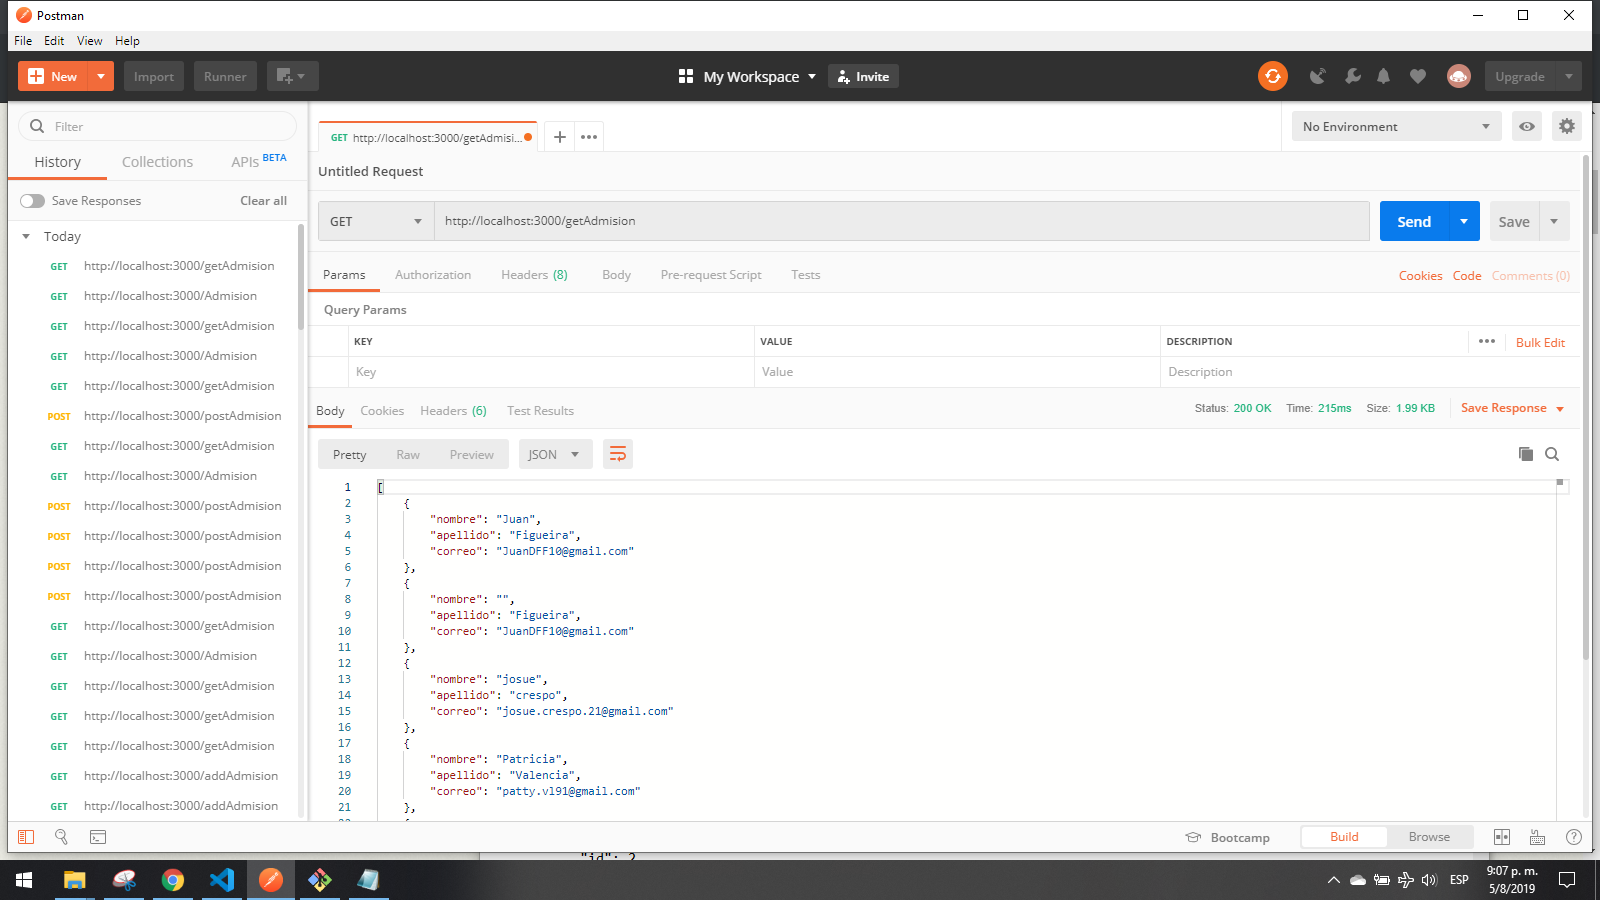 Postman
File Edit View Help
New Import Runner My Workspace Invite Upgrade
Filter
History Collections APIs BETA
Save Responses Clear all
Today
GET http://localhost:3000/getAdmision
GET http://localhost:3000/Admision
GET http://localhost:3000/getAdmision
GET http://localhost:3000/Admision
GET http://localhost:3000/getAdmision
POST http://localhost:3000/postAdmision
GET http://localhost:3000/getAdmision
GET http://localhost:3000/Admision
POST http://localhost:3000/postAdmision
POST http://localhost:3000/postAdmision
POST http://localhost:3000/postAdmision
POST http://localhost:3000/postAdmision
GET http://localhost:3000/getAdmision
GET http://localhost:3000/Admision
GET http://localhost:3000/getAdmision
GET http://localhost:3000/getAdmision
GET http://localhost:3000/getAdmision
GET http://localhost:3000/addAdmision
GET http://localhost:3000/addAdmision
GET http://localhost:3000/getAdmisi...
No Environment
Untitled Request
GET http://localhost:3000/getAdmision Send Save
Params Authorization Headers (8) Body Pre-request Script Tests Cookies Code Comments (0)
Query Params
KEY VALUE DESCRIPTION Bulk Edit
Key Value Description
Body Cookies Headers (6) Test Results Status: 200 OK Time: 215ms Size: 1.99 KB Save Response
Pretty Raw Preview JSON
1 [
2 {
3 "nombre": "Juan",
4 "apellido": "Figueira",
5 "correo": "JuanDFF10@gmail.com"
6 },
7 {
8 "nombre": "",
9 "apellido": "Figueira",
10 "correo": "JuanDFF10@gmail.com"
11 },
12 {
13 "nombre": "josue",
14 "apellido": "crespo",
15 "correo": "josue.crespo.21@gmail.com"
16 },
17 {
18 "nombre": "Patricia",
19 "apellido": "Valencia",
20 "correo": "patty.vl91@gmail.com"
21 },
Bootcamp Build Browse
"id": 2
ESP 9:07 p. m.
5/8/2019